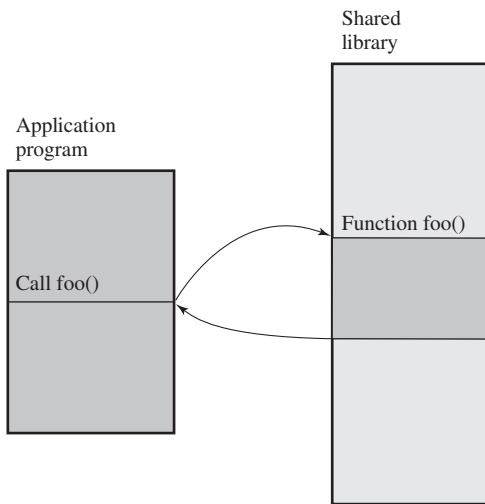 Shared
library
Application
program
Function foo()
Call foo()